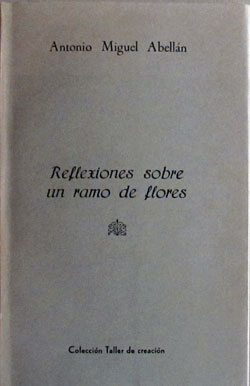 Antonio Miguel Abellán
Reflexiones sobre
un ramo de flores
Colección Taller de creación